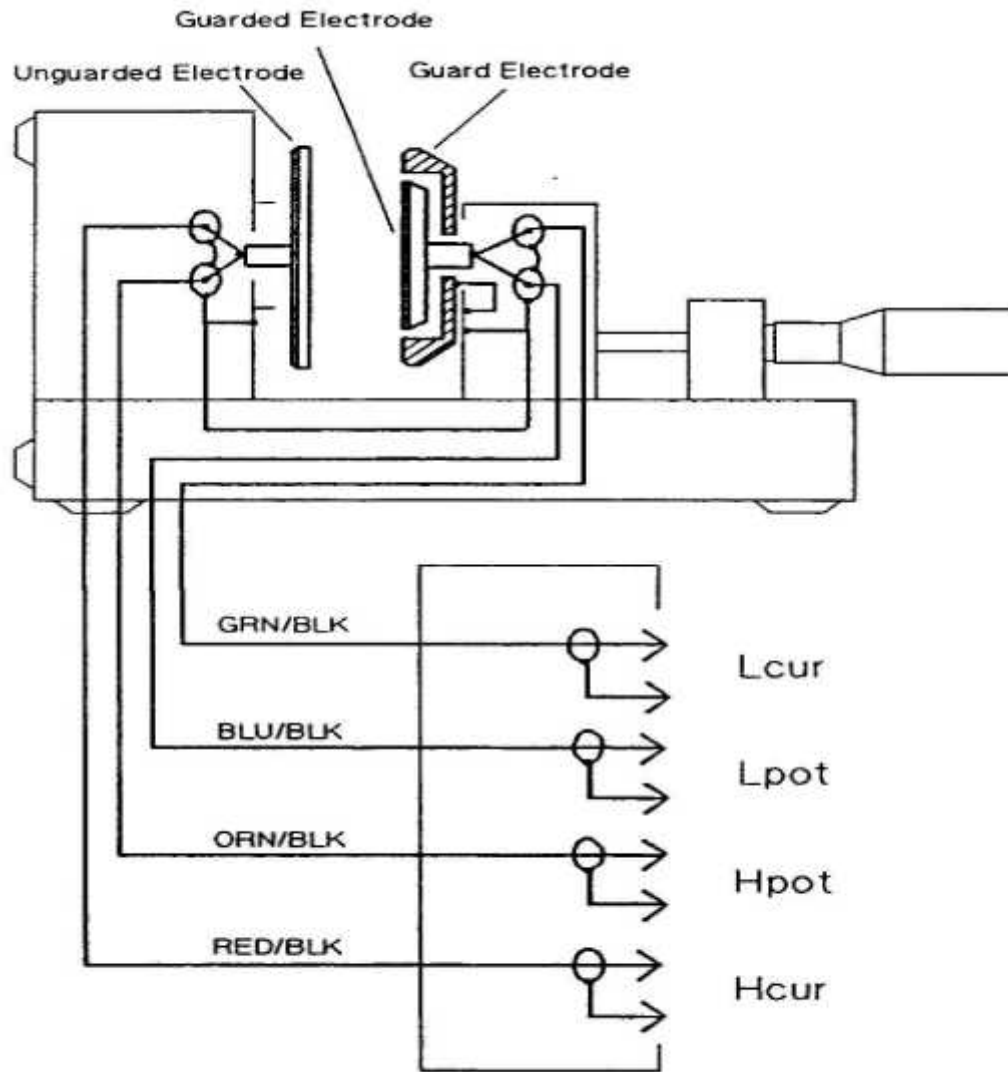 Guarded Electrode
Unguarded Electrode
Guard Electrode
GRN/BLK
Lcur
BLU/BLK
Lpot
ORN/BLK
Hpot
RED/BLK
Hcur